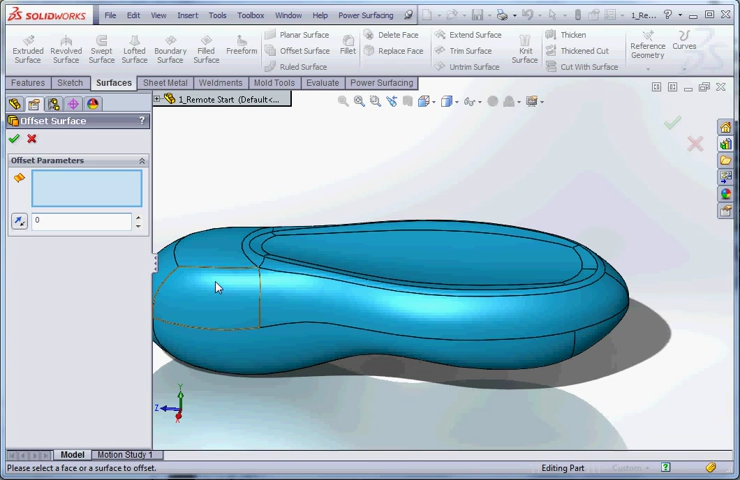 SOLIDWORKS File Edit View Insert Tools Toolbox Window Help Power Surfacing 1_Re...
Extruded Surface
Revolved Surface
Swept Surface
Lofted Surface
Boundary Surface
Filled Surface
Freeform
Planar Surface
Offset Surface
Ruled Surface
Fillet
Delete Face
Replace Face
Extend Surface
Trim Surface
Untrim Surface
Knit Surface
Thicken
Thickened Cut
Cut With Surface
Reference Geometry
Curves
Features Sketch Surfaces Sheet Metal Weldments Mold Tools Evaluate Power Surfacing
1_Remote Start (Default<...
Offset Surface ?
Offset Parameters
0
Y
Z
X
Model Motion Study 1
Please select a face or a surface to offset. Editing Part Custom